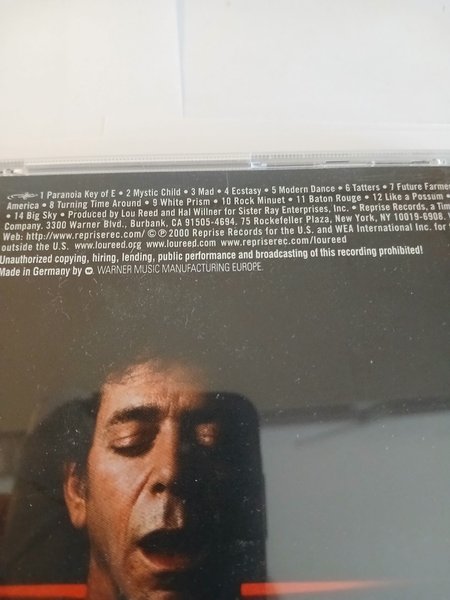 1 Paranoia Key of E • 2 Mystic Child • 3 Mad • 4 Ecstasy • 5 Modern Dance • 6 Tatters • 7 Future Farme
America • 8 Turning Time Around • 9 White Prism • 10 Rock Minuet • 11 Baton Rouge • 12 Like a Possum •
• 14 Big Sky • Produced by Lou Reed and Hal Willner for Sister Ray Enterprises, Inc. • Reprise Records, a Tim
Company. 3300 Warner Blvd., Burbank, CA 91505-4694, 75 Rockefeller Plaza, New York, NY 10019-6908.
Web: http://www.repriserec.com/ © ℗ 2000 Reprise Records for the U.S. and WEA International Inc. for
outside the U.S. www.loureed.org www.loureed.com www.repriserec.com/loureed
Unauthorized copying, hiring, lending, public performance and broadcasting of this recording prohibited!
Made in Germany by WARNER MUSIC MANUFACTURING EUROPE.